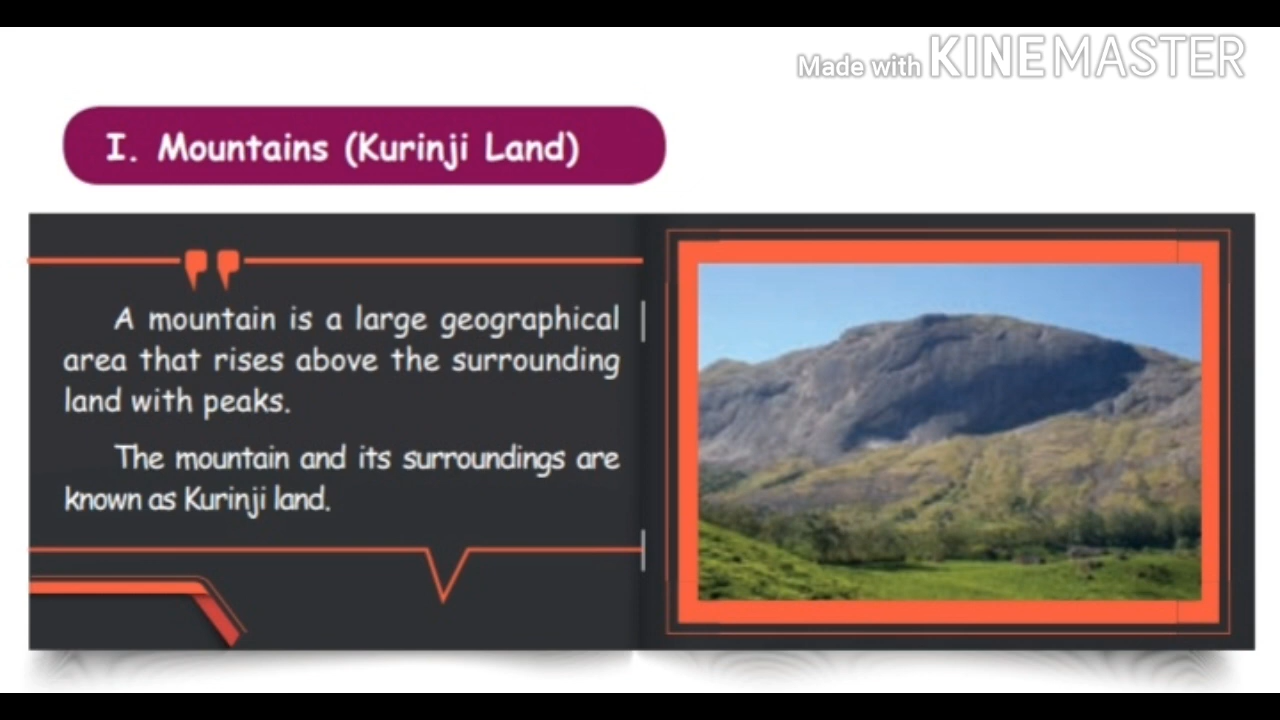 Made with KINEMASTER
I. Mountains (Kurinji Land)
A mountain is a large geographical
area that rises above the surrounding
land with peaks.
The mountain and its surroundings are
known as Kurinji land.